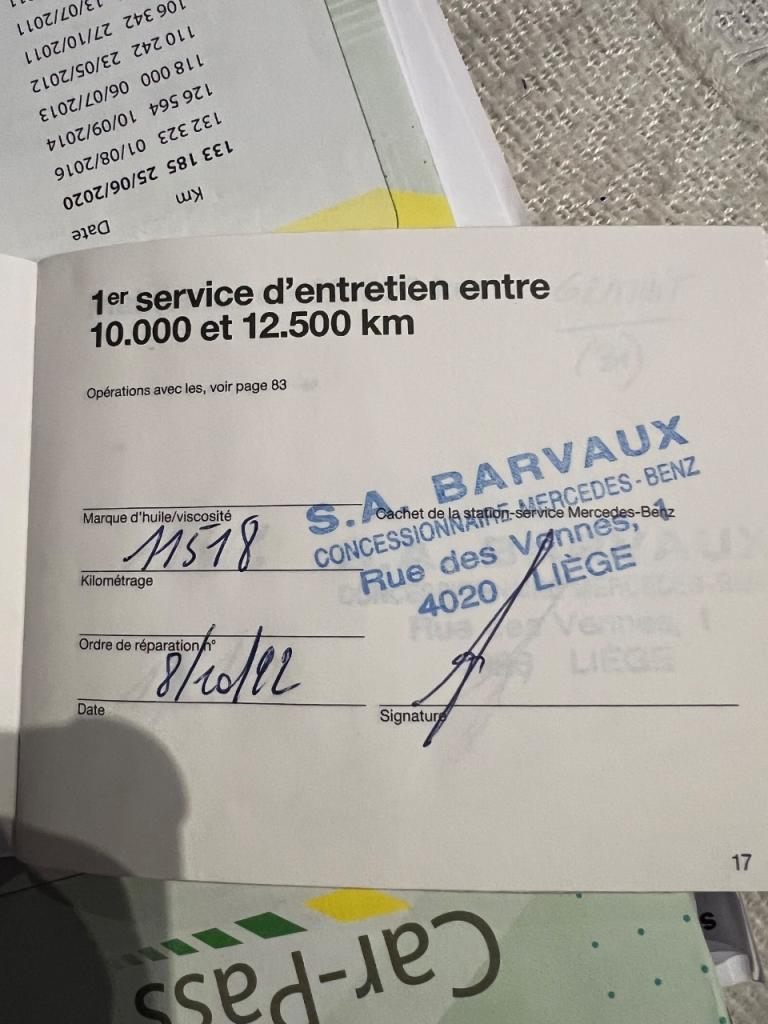 13/07/2011
106 342 27/10/2011
110 242 23/05/2012
118 000 06/07/2013
126 564 10/09/2014
132 323 01/08/2016
133 185 25/06/2020
Km
Date
1er service d'entretien entre
10.000 et 12.500 km
Opérations avec les, voir page 83
S.A. BARVAUX
CONCESSIONNAIRE MERCEDES-BENZ
Rue des Vennes, 1
4020 LIÈGE
Marque d'huile/viscosité
Cachet de la station-service Mercedes-Benz
11518
Kilométrage
Ordre de réparation n°
8/10/92
Date
Signature
17
Car-Pass